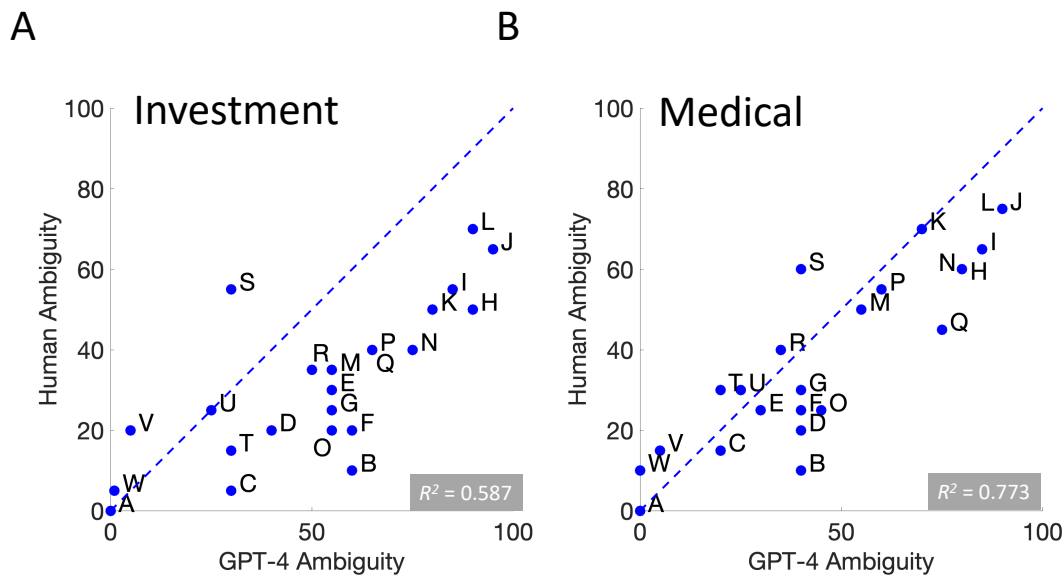 A
B
Investment
100
80
60
40
20
0
0
50
100
Human Ambiguity
GPT-4 Ambiguity
L
J
S
I
K
H
P
N
R
M
Q
E
U
G
V
D
F
T
O
B
W
C
A
R² = 0.587
Medical
100
80
60
40
20
0
0
50
100
Human Ambiguity
GPT-4 Ambiguity
L
J
K
I
S
N
H
P
M
Q
R
T
U
G
E
F
O
D
V
C
W
B
A
R² = 0.773